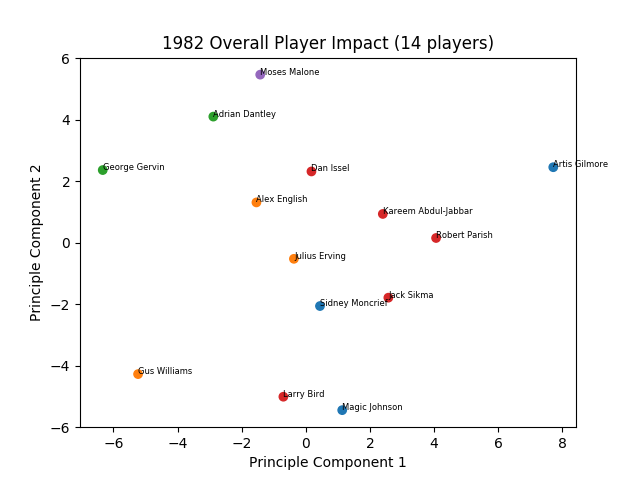 1982 Overall Player Impact (14 players)
6
Moses Malone
4
Adrian Dantley
George Gervin
Dan Issel
Artis Gilmore
2
Alex English
Kareem Abdul-Jabbar
Robert Parish
0
Julius Erving
Principle Component 2
Jack Sikma
Sidney Moncrief
−2
Gus Williams
−4
Larry Bird
Magic Johnson
−6
−6 −4 −2 0 2 4 6 8
Principle Component 1